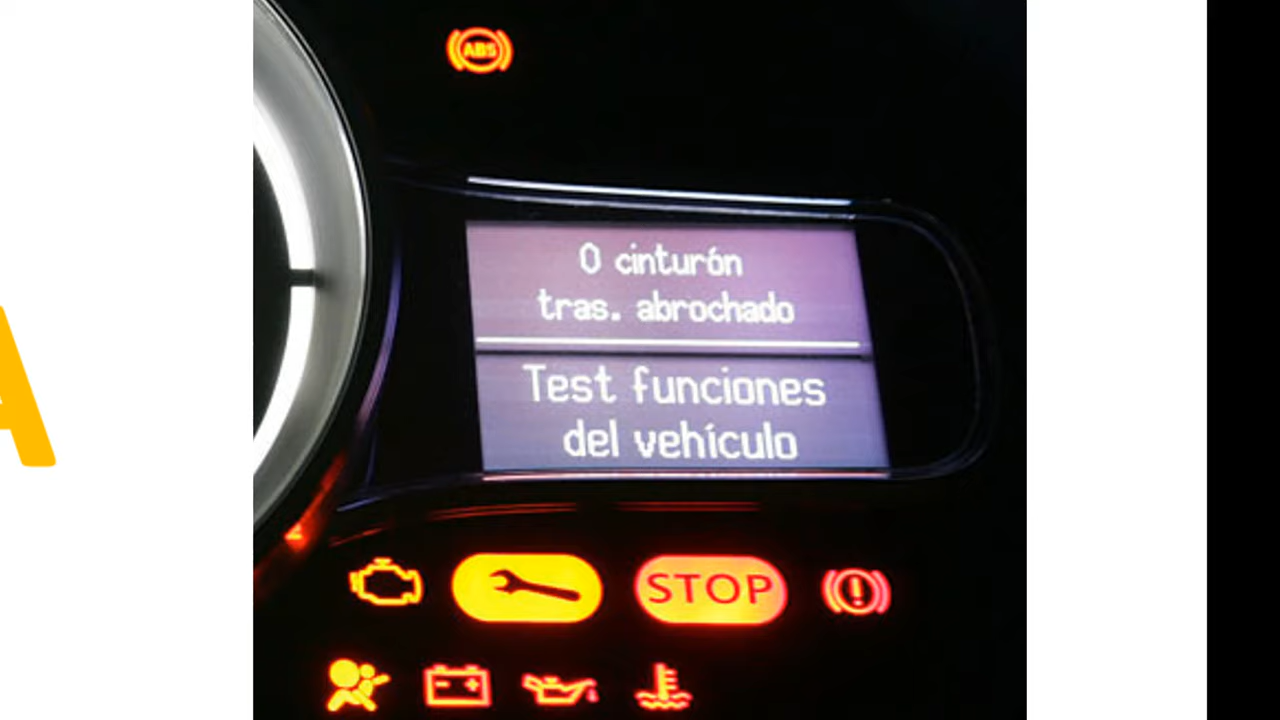 A
ABS
0 cinturón
tras. abrochado
Test funciones
del vehículo
STOP